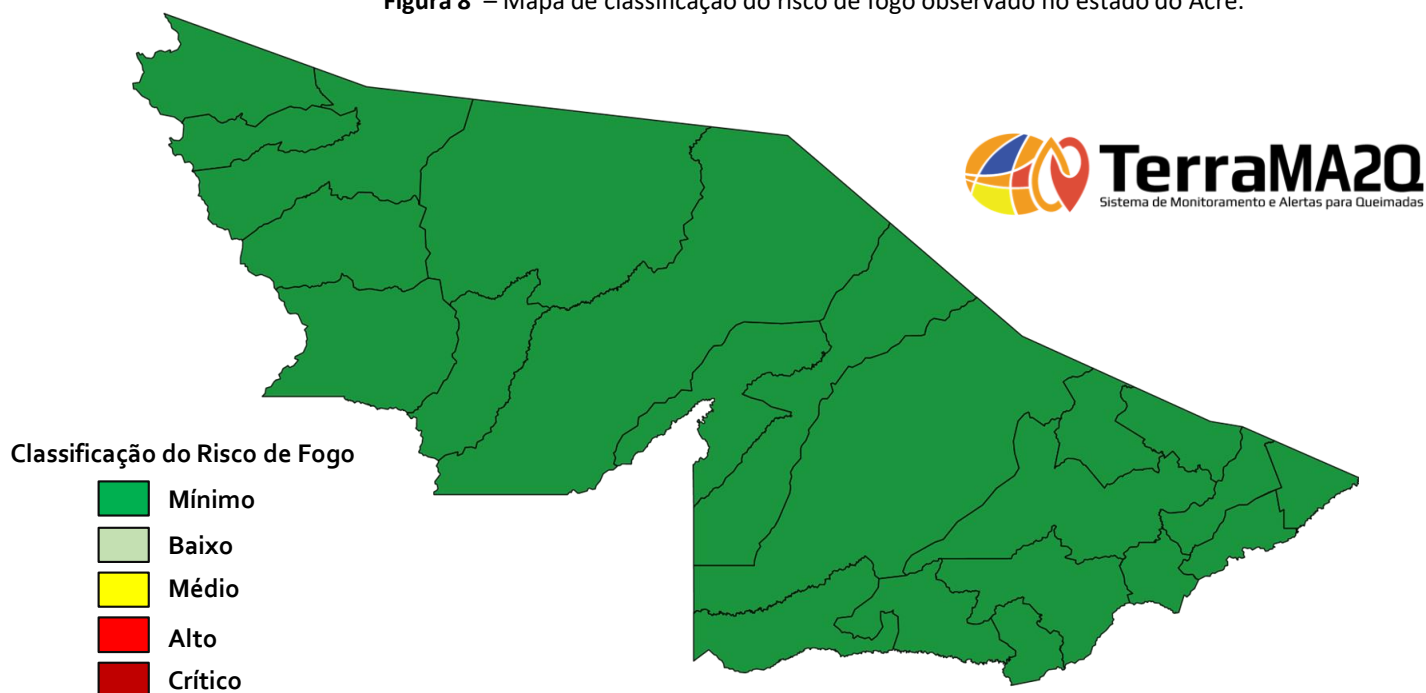 Figura 8 – Mapa de classificação do risco de fogo observado no estado do Acre.
TerraMA2Q
Sistema de Monitoramento e Alertas para Queimadas
Classificação do Risco de Fogo
Mínimo
Baixo
Médio
Alto
Crítico